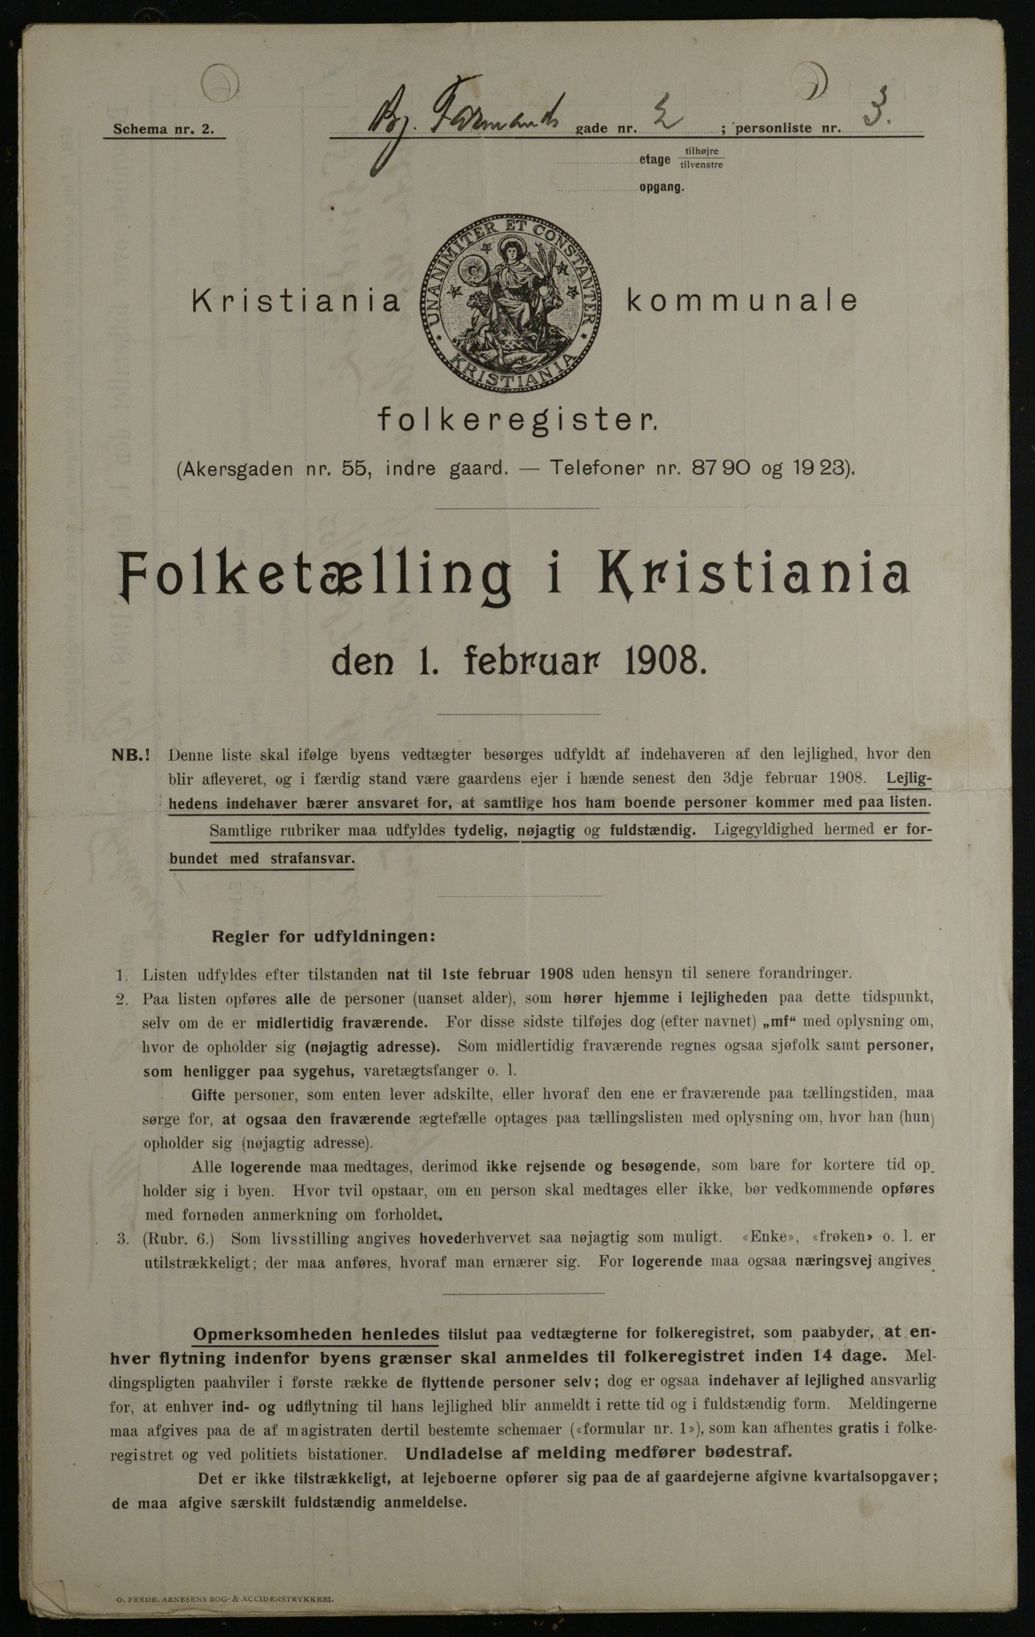 Schema nr. 2.
Bj. Farmands gade nr. 2 ; personliste nr. 3.
etage tilhøjre
tilvenstre
opgang.
UNANIMITER ET CONSTANTER
KRISTIANIA
Kristiania kommunale
folkeregister.
(Akersgaden nr. 55, indre gaard. — Telefoner nr. 87 90 og 19 23).
Folketælling i Kristiania
den 1. februar 1908.
NB.! Denne liste skal ifølge byens vedtægter besørges udfyldt af indehaveren af den lejlighed, hvor den
blir afleveret, og i færdig stand være gaardens ejer i hænde senest den 3dje februar 1908. Lejlig-
hedens indehaver bærer ansvaret for, at samtlige hos ham boende personer kommer med paa listen.
Samtlige rubriker maa udfyldes tydelig, nøjagtig og fuldstændig. Ligegyldighed hermed er for-
bundet med strafansvar.
Regler for udfyldningen:
1. Listen udfyldes efter tilstanden nat til 1ste februar 1908 uden hensyn til senere forandringer.
2. Paa listen opføres alle de personer (uanset alder), som hører hjemme i lejligheden paa dette tidspunkt,
selv om de er midlertidig fraværende. For disse sidste tilføjes dog (efter navnet) „mf“ med oplysning om,
hvor de opholder sig (nøjagtig adresse). Som midlertidig fraværende regnes ogsaa sjøfolk samt personer,
som henligger paa sygehus, varetægtsfanger o. l.
Gifte personer, som enten lever adskilte, eller hvoraf den ene er fraværende paa tællingstiden, maa
sørge for, at ogsaa den fraværende ægtefælle optages paa tællingslisten med oplysning om, hvor han (hun)
opholder sig (nøjagtig adresse).
Alle logerende maa medtages, derimod ikke rejsende og besøgende, som bare for kortere tid op-
holder sig i byen. Hvor tvil opstaar, om en person skal medtages eller ikke, bør vedkommende opføres
med fornøden anmerkning om forholdet.
3. (Rubr. 6.) Som livsstilling angives hovederhvervet saa nøjagtig som muligt. «Enke», «frøken» o. l. er
utilstrækkeligt; der maa anføres, hvoraf man ernærer sig. For logerende maa ogsaa næringsvej angives.
Opmerksomheden henledes tilslut paa vedtægterne for folkeregistret, som paabyder, at en-
hver flytning indenfor byens grænser skal anmeldes til folkeregistret inden 14 dage. Mel-
dingspligten paahviler i første række de flyttende personer selv; dog er ogsaa indehaver af lejlighed ansvarlig
for, at enhver ind- og udflytning til hans lejlighed blir anmeldt i rette tid og i fuldstændig form. Meldingerne
maa afgives paa de af magistraten dertil bestemte schemaer («formular nr. 1»), som kan afhentes gratis i folke-
registret og ved politiets bistationer. Undladelse af melding medfører bødestraf.
Det er ikke tilstrækkeligt, at lejeboerne opfører sig paa de af gaardejerne afgivne kvartalsopgaver;
de maa afgive særskilt fuldstændig anmeldelse.
O. FREDR. ARNESENS BOG- & ACCIDENSTRYKKERI.